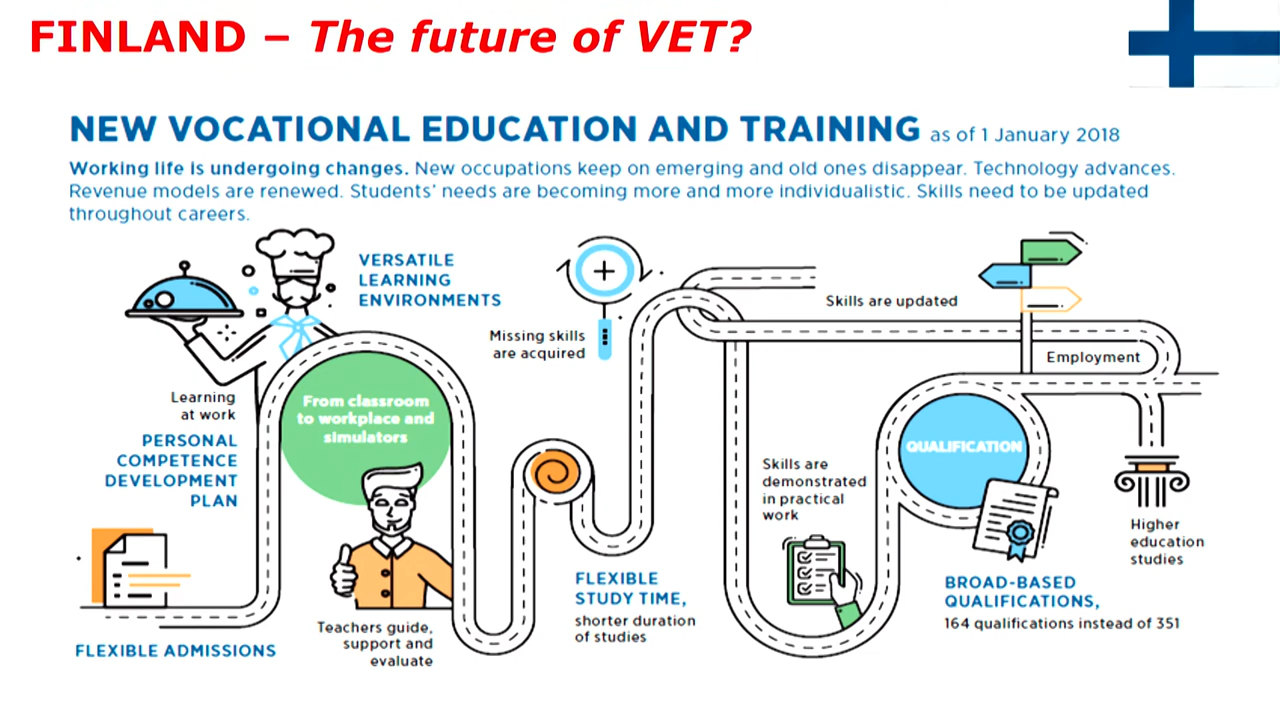 FINLAND – The future of VET?
NEW VOCATIONAL EDUCATION AND TRAINING as of 1 January 2018
Working life is undergoing changes. New occupations keep on emerging and old ones disappear. Technology advances.
Revenue models are renewed. Students' needs are becoming more and more individualistic. Skills need to be updated
throughout careers.
VERSATILE
LEARNING
ENVIRONMENTS
Learning
at work
PERSONAL
COMPETENCE
DEVELOPMENT
PLAN
FLEXIBLE ADMISSIONS
From classroom
to workplace and
simulators
Teachers guide,
support and
evaluate
Missing skills
are acquired
FLEXIBLE
STUDY TIME,
shorter duration
of studies
Skills are updated
Employment
Skills are
demonstrated
in practical
work
QUALIFICATION
BROAD-BASED
QUALIFICATIONS,
164 qualifications instead of 351
Higher
education
studies